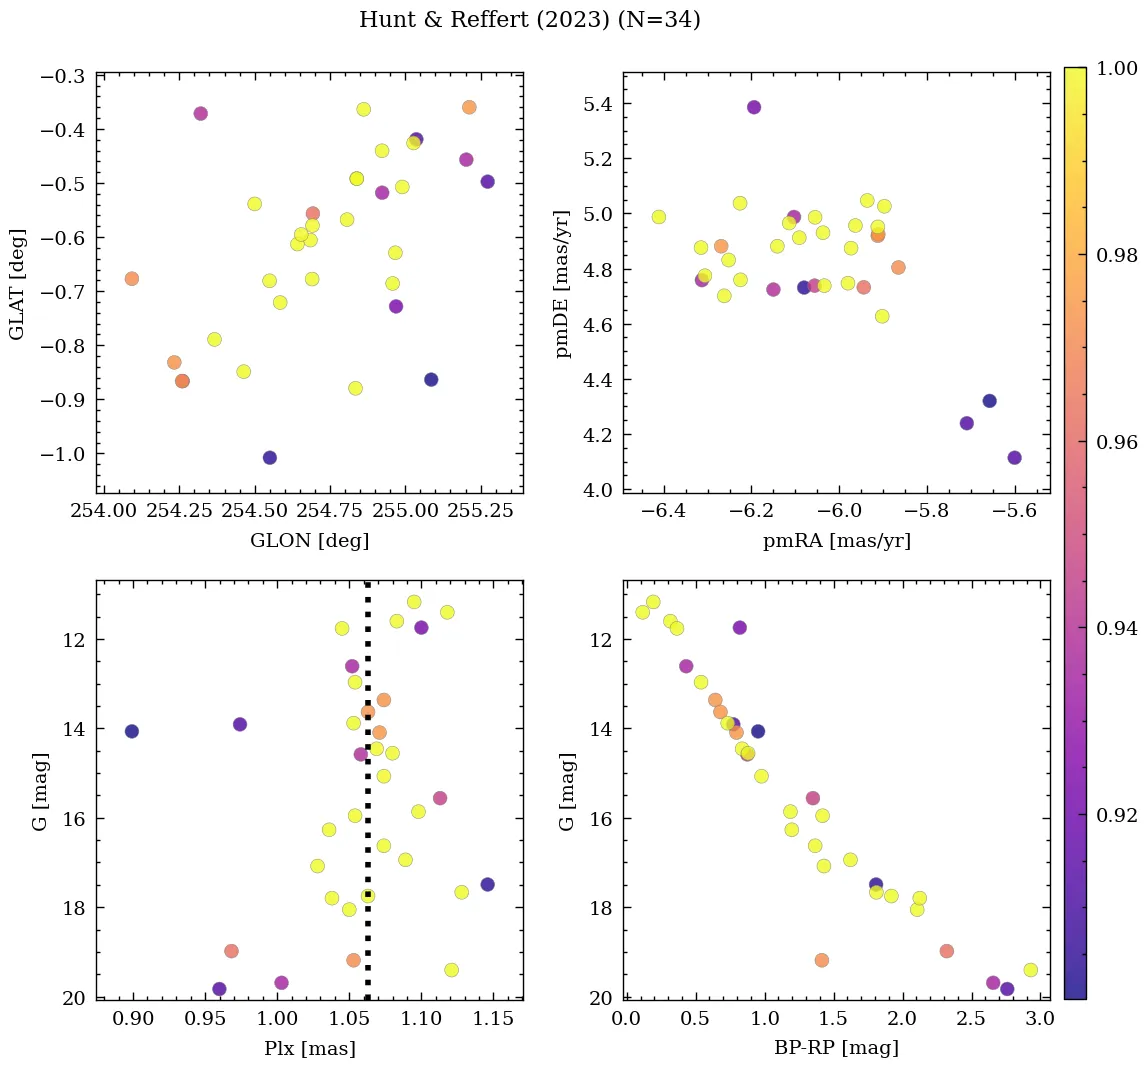 Hunt & Reffert (2023) (N=34)
−0.3
−0.4
−0.5
−0.6
−0.7
−0.8
−0.9
−1.0
GLAT [deg]
254.00 254.25 254.50 254.75 255.00 255.25
GLON [deg]
5.4
5.2
5.0
4.8
4.6
4.4
4.2
4.0
pmDE [mas/yr]
−6.4 −6.2 −6.0 −5.8 −5.6
pmRA [mas/yr]
12
14
16
18
20
G [mag]
0.90 0.95 1.00 1.05 1.10 1.15
Plx [mas]
12
14
16
18
20
G [mag]
0.0 0.5 1.0 1.5 2.0 2.5 3.0
BP-RP [mag]
1.00
0.98
0.96
0.94
0.92